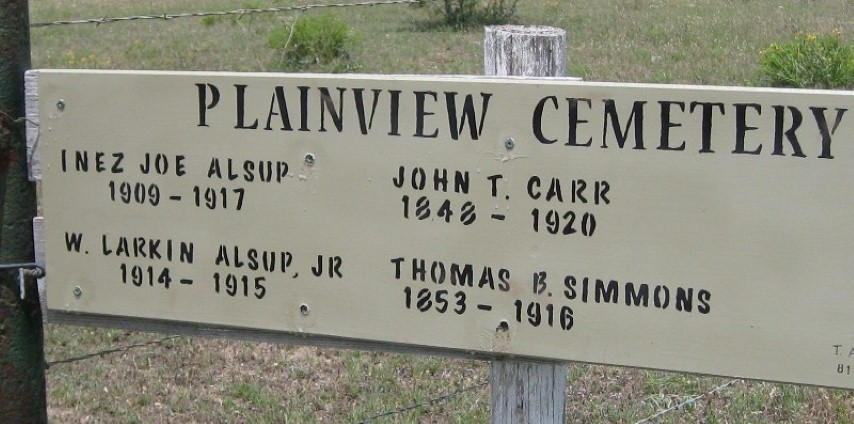 PLAINVIEW CEMETERY
INEZ JOE ALSUP
1909 - 1917
W. LARKIN ALSUP, JR
1914 - 1915
JOHN T. CARR
1848 - 1920
THOMAS B. SIMMONS
1853 - 1916
T. A
81